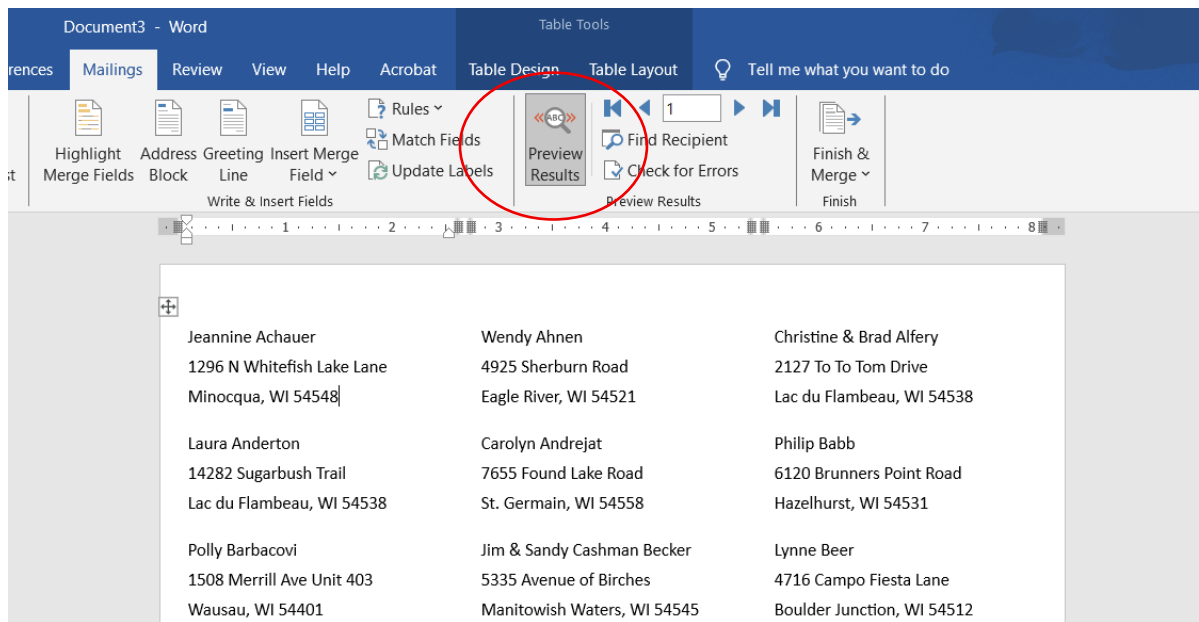 Document3 - Word
Table Tools
rences Mailings Review View Help Acrobat Table Design Table Layout Tell me what you want to do
Rules
Match Fields
Update Labels
Highlight
Merge Fields
Address
Block
Greeting
Line
Insert Merge
Field
Write & Insert Fields
«ABC»
Preview
Results
1
Find Recipient
Check for Errors
Preview Results
Finish &
Merge
Finish
1 2 3 4 5 6 7 8
Jeannine Achauer
1296 N Whitefish Lake Lane
Minocqua, WI 54548
Wendy Ahnen
4925 Sherburn Road
Eagle River, WI 54521
Christine & Brad Alfery
2127 To To Tom Drive
Lac du Flambeau, WI 54538
Laura Anderton
14282 Sugarbush Trail
Lac du Flambeau, WI 54538
Carolyn Andrejat
7655 Found Lake Road
St. Germain, WI 54558
Philip Babb
6120 Brunners Point Road
Hazelhurst, WI 54531
Polly Barbacovi
1508 Merrill Ave Unit 403
Wausau, WI 54401
Jim & Sandy Cashman Becker
5335 Avenue of Birches
Manitowish Waters, WI 54545
Lynne Beer
4716 Campo Fiesta Lane
Boulder Junction, WI 54512